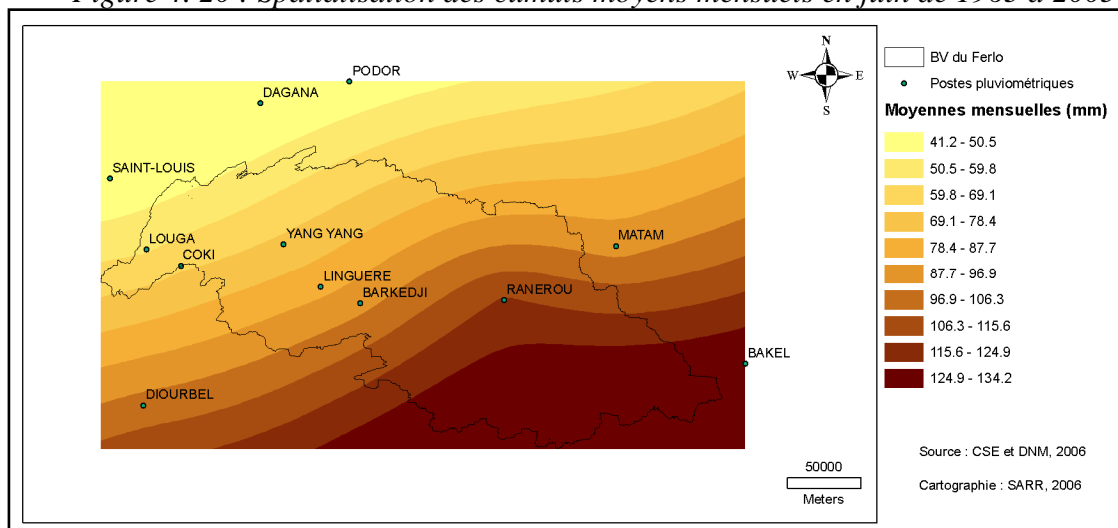 Figure 4. 20 : Spatialisation des cumuls moyens mensuels en juin de 1983 à 2005
PODOR
DAGANA
SAINT-LOUIS
LOUGA
COKI
YANG YANG
LINGUERE
BARKEDJI
MATAM
RANEROU
BAKEL
DIOURBEL
N
W
E
S
BV du Ferlo
Postes pluviométriques
Moyennes mensuelles (mm)
41.2 - 50.5
50.5 - 59.8
59.8 - 69.1
69.1 - 78.4
78.4 - 87.7
87.7 - 96.9
96.9 - 106.3
106.3 - 115.6
115.6 - 124.9
124.9 - 134.2
50000
Meters
Source : CSE et DNM, 2006
Cartographie : SARR, 2006